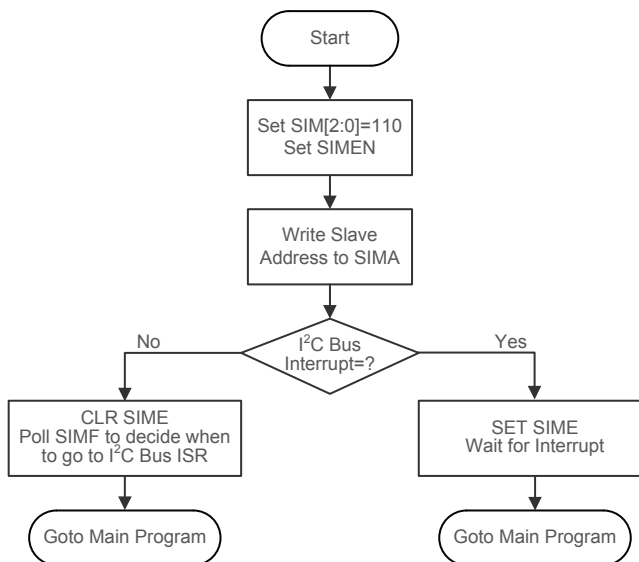 Start
Set SIM[2:0]=110
Set SIMEN
Write Slave
Address to SIMA
I²C Bus
Interrupt=?
No
Yes
CLR SIME
Poll SIMF to decide when
to go to I²C Bus ISR
SET SIME
Wait for Interrupt
Goto Main Program
Goto Main Program